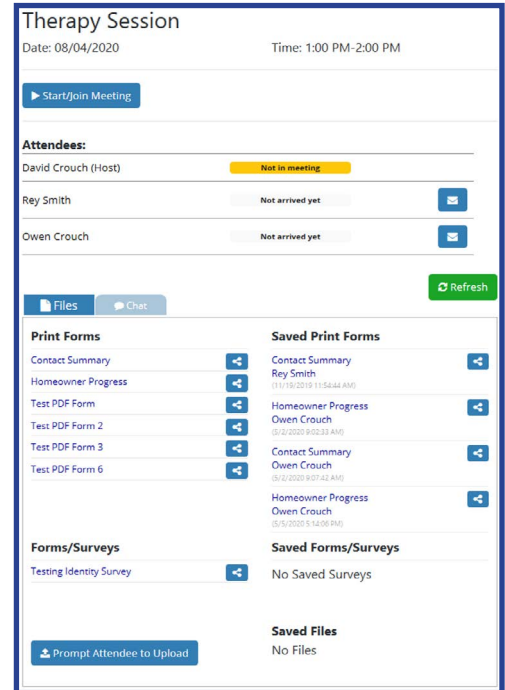 Therapy Session
Date: 08/04/2020 Time: 1:00 PM-2:00 PM
Start/Join Meeting
Attendees:
David Crouch (Host) Not in meeting
Rey Smith Not arrived yet
Owen Crouch Not arrived yet
Refresh
Files Chat
Print Forms
Contact Summary
Homeowner Progress
Test PDF Form
Test PDF Form 2
Test PDF Form 3
Test PDF Form 6
Saved Print Forms
Contact Summary
Rey Smith
(11/19/2019 11:54:44 AM)
Homeowner Progress
Owen Crouch
(5/2/2020 9:02:33 AM)
Contact Summary
Owen Crouch
(5/2/2020 9:07:42 AM)
Homeowner Progress
Owen Crouch
(5/5/2020 5:14:06 PM)
Forms/Surveys
Testing Identity Survey
Saved Forms/Surveys
No Saved Surveys
Prompt Attendee to Upload
Saved Files
No Files